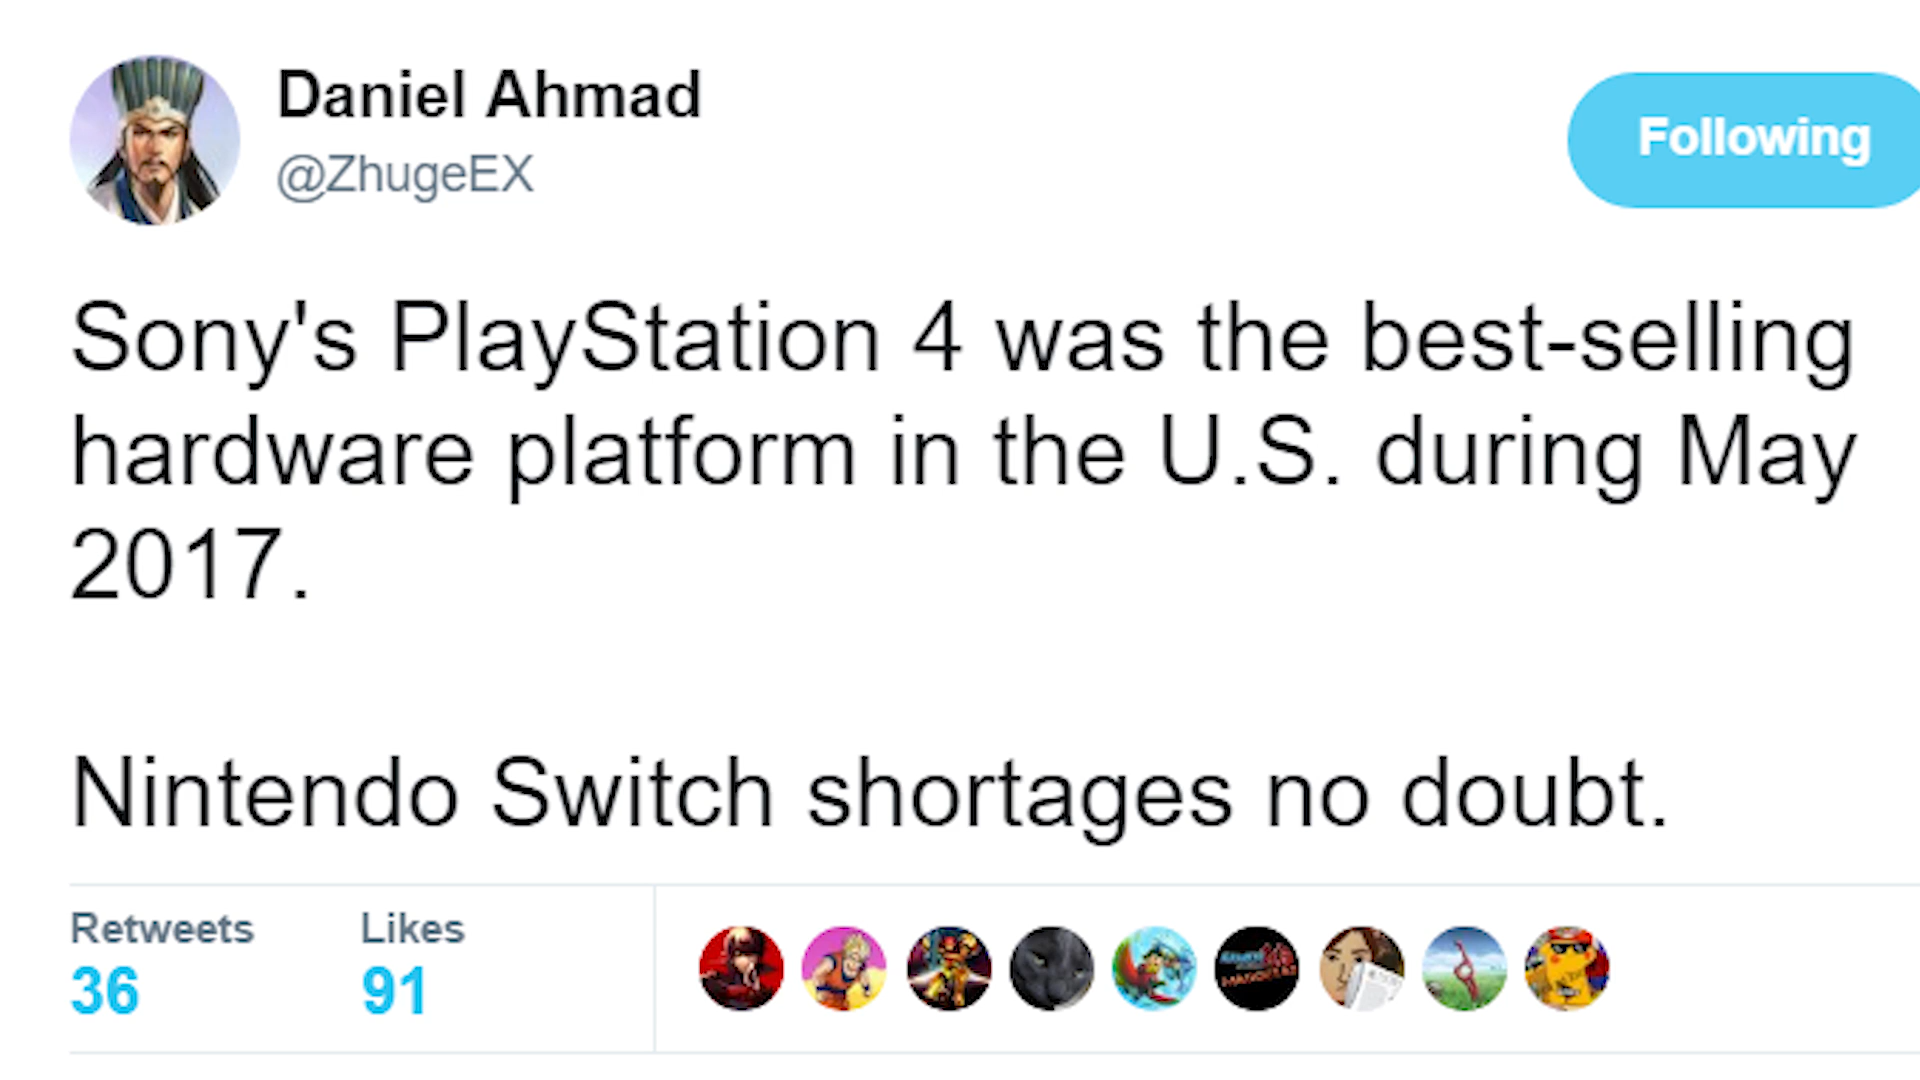 Daniel Ahmad
@ZhugeEX
Following
Sony's PlayStation 4 was the best-selling
hardware platform in the U.S. during May
2017.
Nintendo Switch shortages no doubt.
Retweets
Likes
36
91